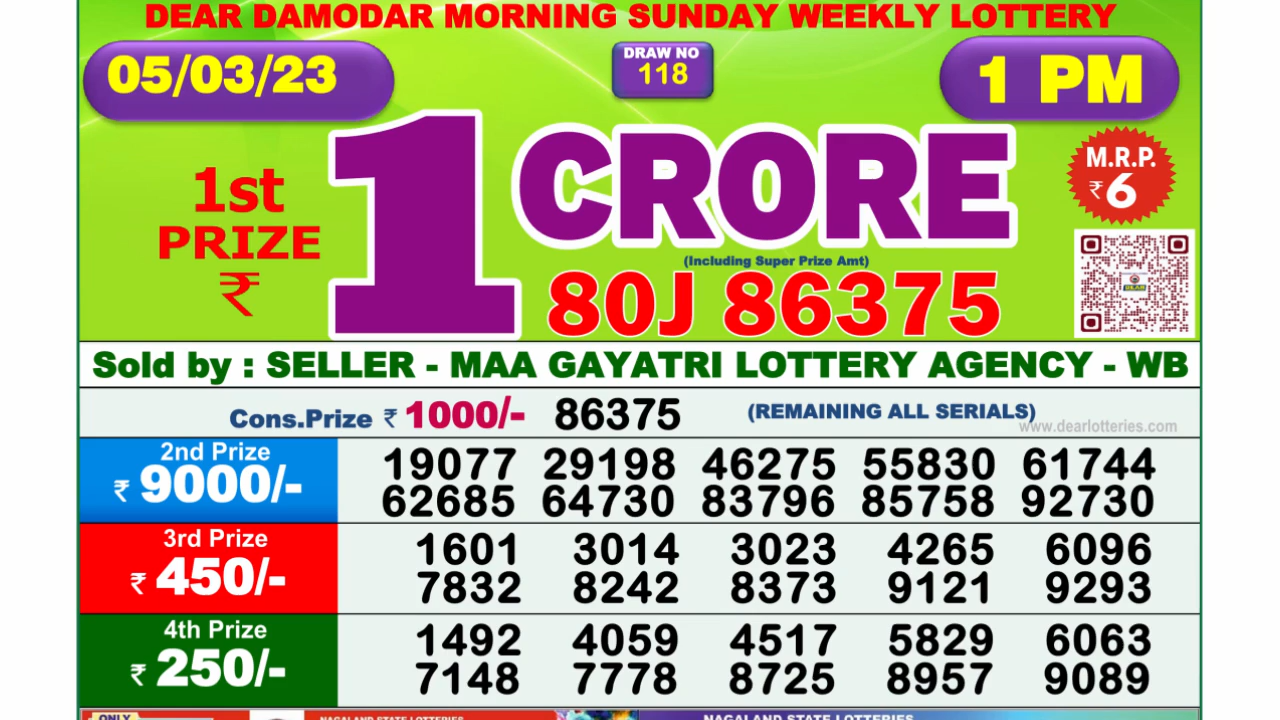 DEAR DAMODAR MORNING SUNDAY WEEKLY LOTTERY
05/03/23
DRAW NO
118
1 PM
1st
PRIZE
₹
1 CRORE
(Including Super Prize Amt)
80J 86375
M.R.P.
₹6
Sold by : SELLER - MAA GAYATRI LOTTERY AGENCY - WB
Cons.Prize ₹ 1000/- 86375 (REMAINING ALL SERIALS)
www.dearlotteries.com
2nd Prize
₹ 9000/-
19077 29198 46275 55830 61744
62685 64730 83796 85758 92730
3rd Prize
₹ 450/-
1601 3014 3023 4265 6096
7832 8242 8373 9121 9293
4th Prize
₹ 250/-
1492 4059 4517 5829 6063
7148 7778 8725 8957 9089
ONLY
NAGALAND STATE LOTTERIES
NAGALAND STATE LOTTERIES